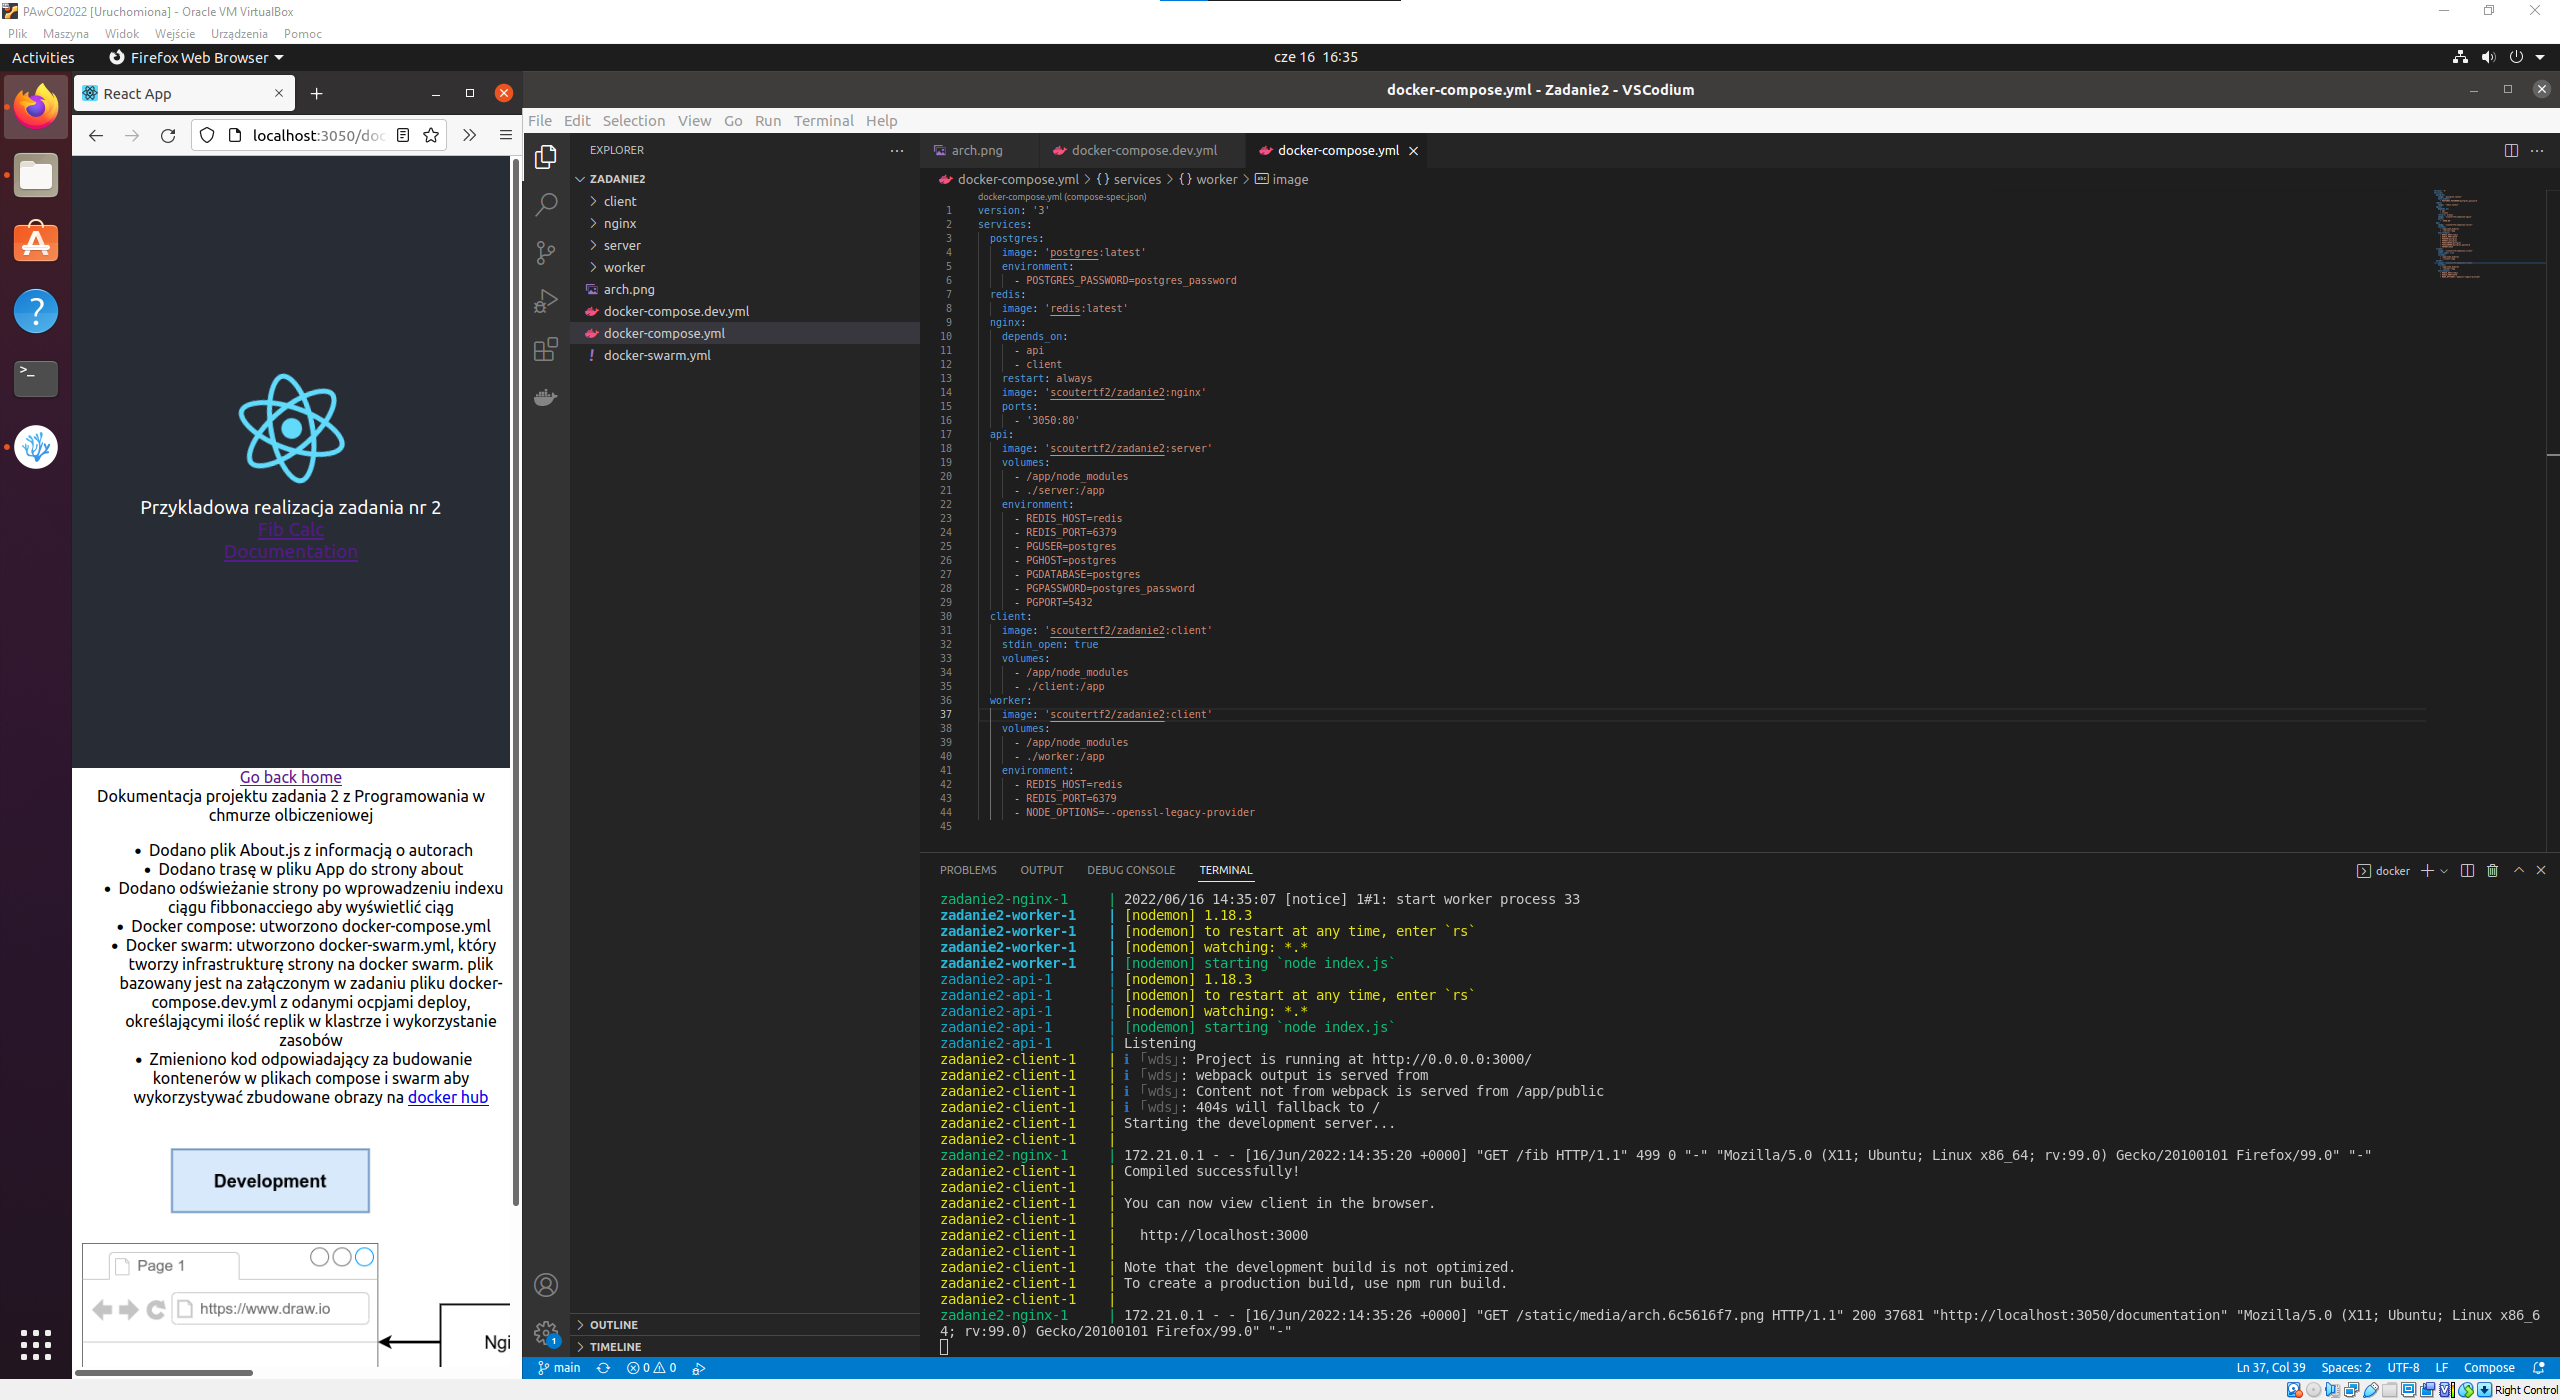 PAwCO2022 [Uruchomiona] - Oracle VM VirtualBox
Plik Maszyna Widok Wejście Urządzenia Pomoc
Activities Firefox Web Browser cze 16 16:35
React App
localhost:3050/doc
Przykladowa realizacja zadania nr 2
Fib Calc
Documentation
Go back home
Dokumentacja projektu zadania 2 z Programowania w
chmurze olbiczeniowej
• Dodano plik About.js z informacją o autorach
• Dodano trasę w pliku App do strony about
• Dodano odświeżanie strony po wprowadzeniu indexu
ciągu fibbonacciego aby wyświetlić ciąg
• Docker compose: utworzono docker-compose.yml
• Docker swarm: utworzono docker-swarm.yml, który
tworzy infrastrukturę strony na docker swarm. plik
bazowany jest na załączonym w zadaniu pliku docker-
compose.dev.yml z odanymi ocpjami deploy,
określającymi ilość replik w klastrze i wykorzystanie
zasobów
• Zmieniono kod odpowiadający za budowanie
kontenerów w plikach compose i swarm aby
wykorzystywać zbudowane obrazy na docker hub
Development
Page 1
https://www.draw.io
Ngi
docker-compose.yml - Zadanie2 - VSCodium
File Edit Selection View Go Run Terminal Help
EXPLORER
ZADANIE2
client
nginx
server
worker
arch.png
docker-compose.dev.yml
docker-compose.yml
! docker-swarm.yml
OUTLINE
TIMELINE
arch.png docker-compose.dev.yml docker-compose.yml
docker-compose.yml > {} services > {} worker > image
docker-compose.yml (compose-spec.json)
1 version: '3'
2 services:
3 postgres:
4 image: 'postgres:latest'
5 environment:
6 - POSTGRES_PASSWORD=postgres_password
7 redis:
8 image: 'redis:latest'
9 nginx:
10 depends_on:
11 - api
12 - client
13 restart: always
14 image: 'scoutertf2/zadanie2:nginx'
15 ports:
16 - '3050:80'
17 api:
18 image: 'scoutertf2/zadanie2:server'
19 volumes:
20 - /app/node_modules
21 - ./server:/app
22 environment:
23 - REDIS_HOST=redis
24 - REDIS_PORT=6379
25 - PGUSER=postgres
26 - PGHOST=postgres
27 - PGDATABASE=postgres
28 - PGPASSWORD=postgres_password
29 - PGPORT=5432
30 client:
31 image: 'scoutertf2/zadanie2:client'
32 stdin_open: true
33 volumes:
34 - /app/node_modules
35 - ./client:/app
36 worker:
37 image: 'scoutertf2/zadanie2:client'
38 volumes:
39 - /app/node_modules
40 - ./worker:/app
41 environment:
42 - REDIS_HOST=redis
43 - REDIS_PORT=6379
44 - NODE_OPTIONS=--openssl-legacy-provider
45
PROBLEMS OUTPUT DEBUG CONSOLE TERMINAL docker
zadanie2-nginx-1 | 2022/06/16 14:35:07 [notice] 1#1: start worker process 33
zadanie2-worker-1 | [nodemon] 1.18.3
zadanie2-worker-1 | [nodemon] to restart at any time, enter `rs`
zadanie2-worker-1 | [nodemon] watching: *.*
zadanie2-worker-1 | [nodemon] starting `node index.js`
zadanie2-api-1 | [nodemon] 1.18.3
zadanie2-api-1 | [nodemon] to restart at any time, enter `rs`
zadanie2-api-1 | [nodemon] watching: *.*
zadanie2-api-1 | [nodemon] starting `node index.js`
zadanie2-api-1 | Listening
zadanie2-client-1 | ℹ 「wds」: Project is running at http://0.0.0.0:3000/
zadanie2-client-1 | ℹ 「wds」: webpack output is served from
zadanie2-client-1 | ℹ 「wds」: Content not from webpack is served from /app/public
zadanie2-client-1 | ℹ 「wds」: 404s will fallback to /
zadanie2-client-1 | Starting the development server...
zadanie2-client-1 |
zadanie2-nginx-1 | 172.21.0.1 - - [16/Jun/2022:14:35:20 +0000] "GET /fib HTTP/1.1" 499 0 "-" "Mozilla/5.0 (X11; Ubuntu; Linux x86_64; rv:99.0) Gecko/20100101 Firefox/99.0" "-"
zadanie2-client-1 | Compiled successfully!
zadanie2-client-1 |
zadanie2-client-1 | You can now view client in the browser.
zadanie2-client-1 |
zadanie2-client-1 | http://localhost:3000
zadanie2-client-1 |
zadanie2-client-1 | Note that the development build is not optimized.
zadanie2-client-1 | To create a production build, use npm run build.
zadanie2-client-1 |
zadanie2-nginx-1 | 172.21.0.1 - - [16/Jun/2022:14:35:26 +0000] "GET /static/media/arch.6c5616f7.png HTTP/1.1" 200 37681 "http://localhost:3050/documentation" "Mozilla/5.0 (X11; Ubuntu; Linux x86_6
4; rv:99.0) Gecko/20100101 Firefox/99.0" "-"
1
main 0 0 Ln 37, Col 39 Spaces: 2 UTF-8 LF Compose
Right Control